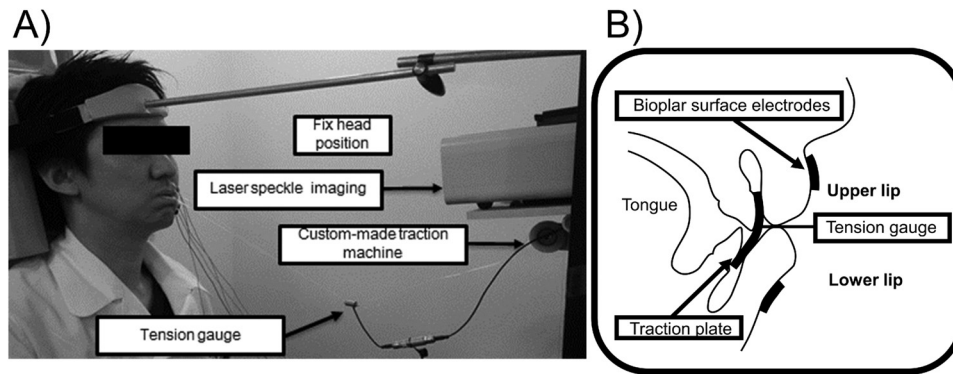 A)
Fix head
position
Laser speckle imaging
Custom-made traction
machine
Tension gauge
B)
Bioplar surface electrodes
Upper lip
Tongue
Tension gauge
Lower lip
Traction plate